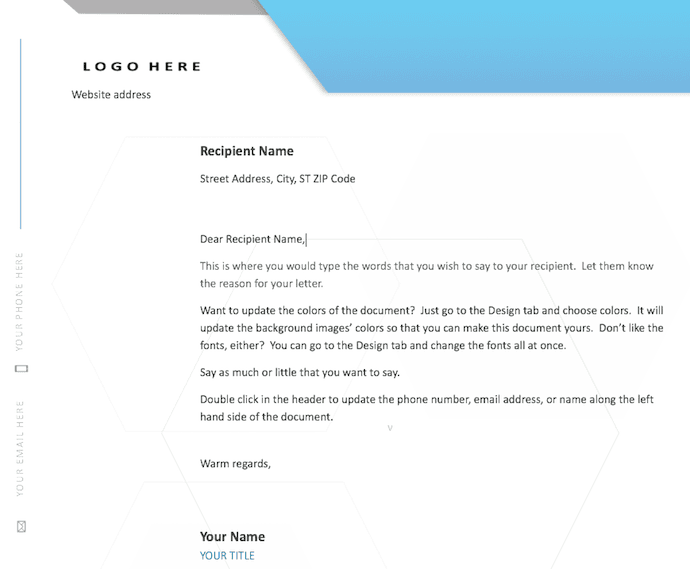 LOGO HERE
Website address
Recipient Name
Street Address, City, ST ZIP Code
Dear Recipient Name,
This is where you would type the words that you wish to say to your recipient.  Let them know
the reason for your letter.
Want to update the colors of the document?  Just go to the Design tab and choose colors.  It will
update the background images’ colors so that you can make this document yours.  Don’t like the
fonts, either?  You can go to the Design tab and change the fonts all at once.
Say as much or little that you want to say.
Double click in the header to update the phone number, email address, or name along the left
hand side of the document.
v
Warm regards,
Your Name
YOUR TITLE
YOUR PHONE HERE
YOUR EMAIL HERE